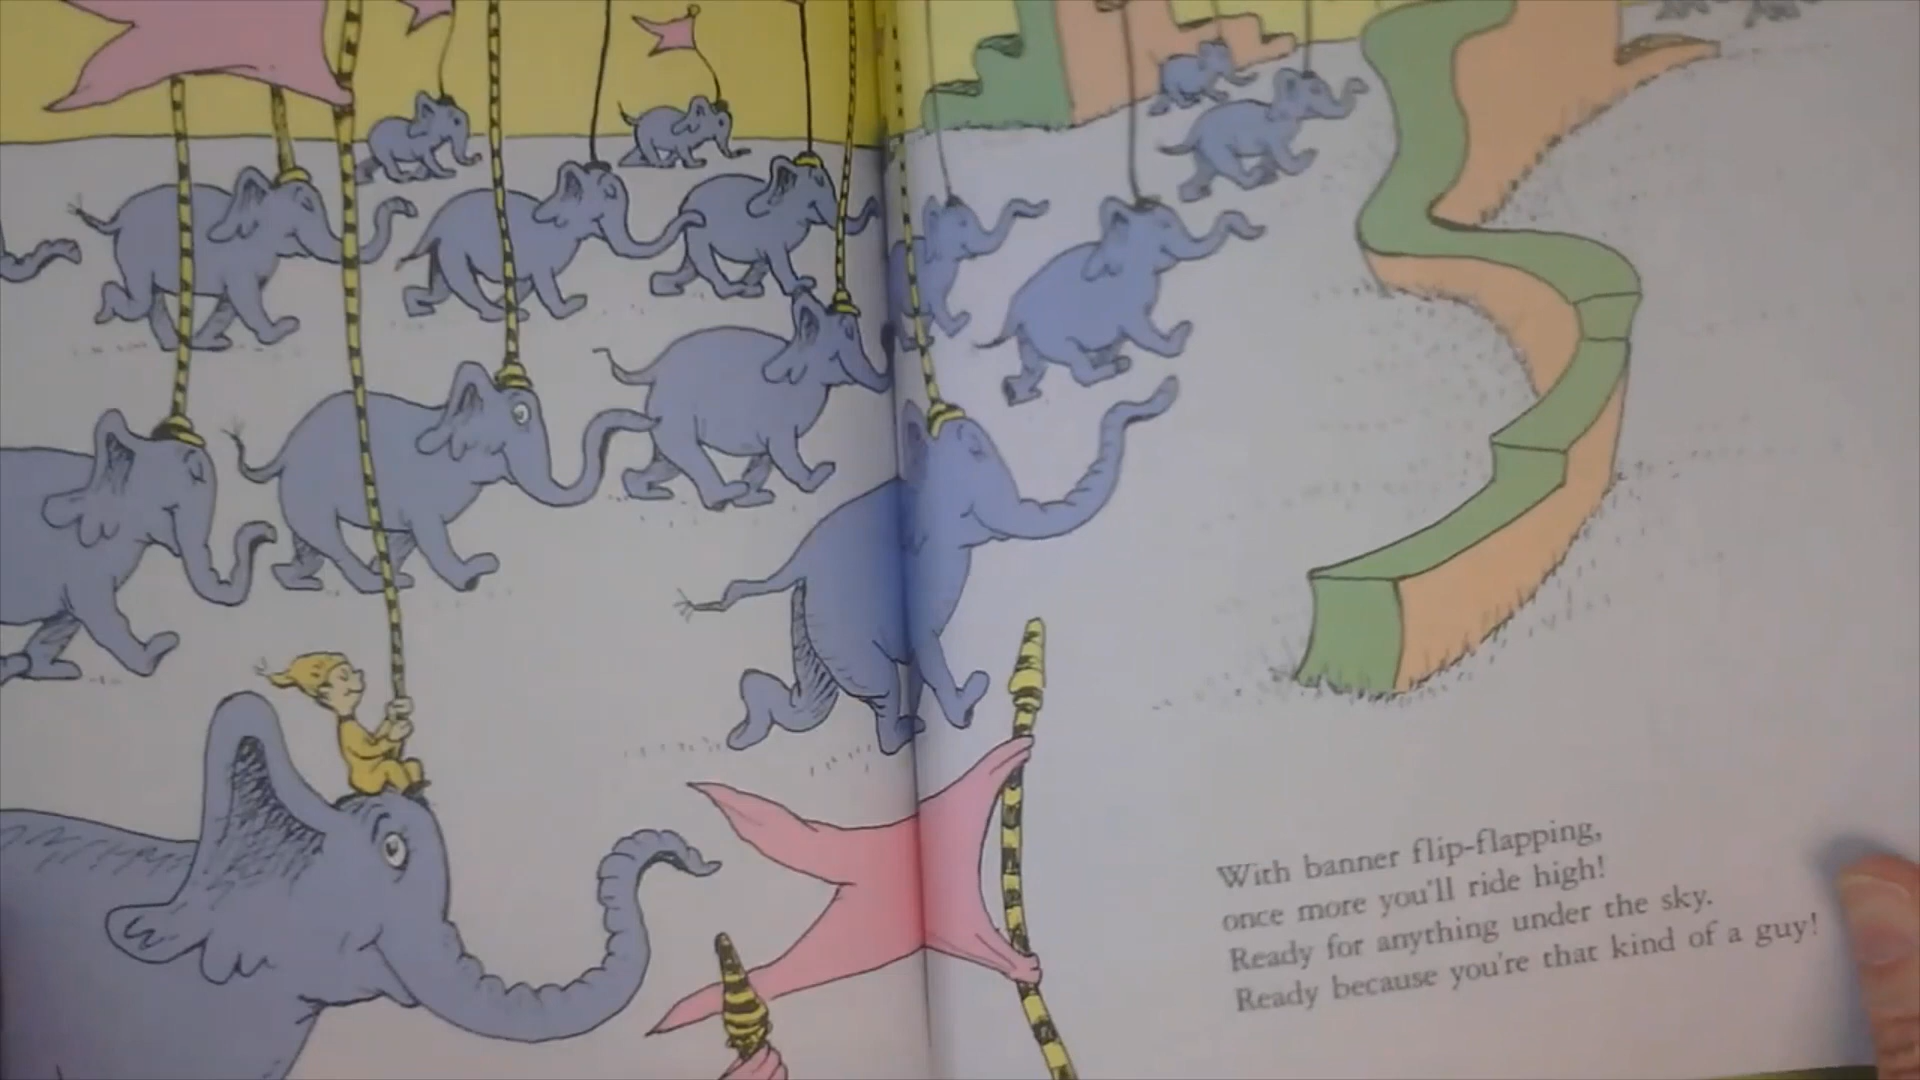 With banner flip-flapping,
once more you'll ride high!
Ready for anything under the sky.
Ready because you're that kind of a guy!